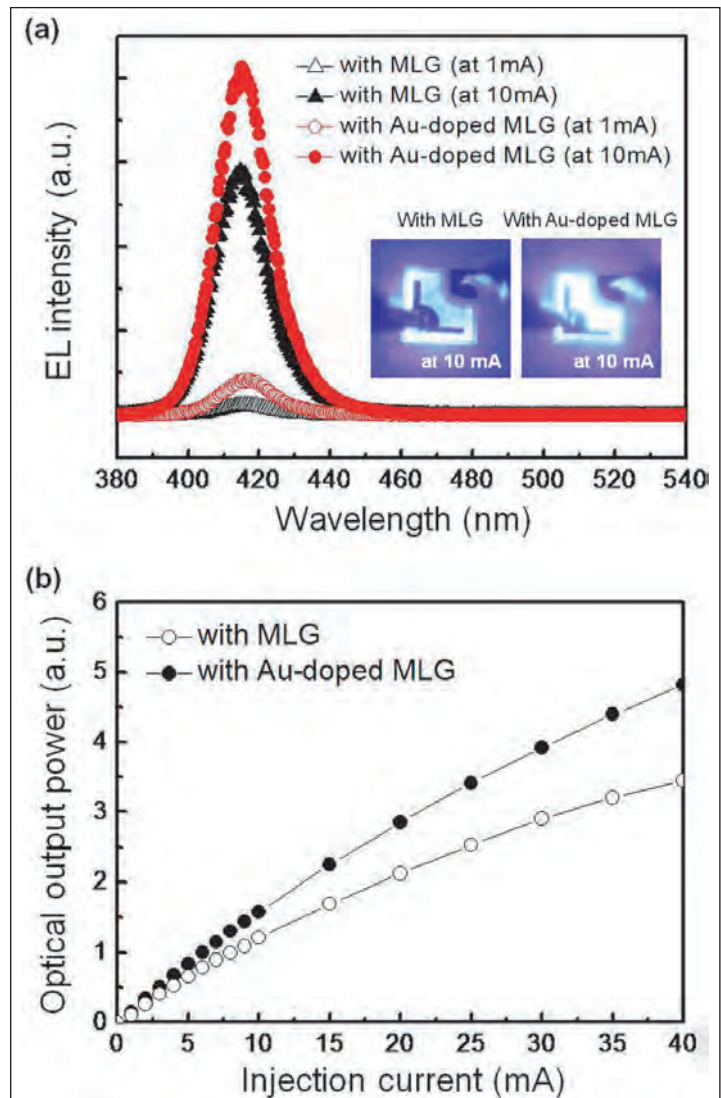 (a)
with MLG (at 1mA)
with MLG (at 10mA)
with Au-doped MLG (at 1mA)
with Au-doped MLG (at 10mA)
With MLG With Au-doped MLG
at 10 mA at 10 mA
EL intensity (a.u.)
380 400 420 440 460 480 500 520 540
Wavelength (nm)
(b)
6
with MLG
with Au-doped MLG
5
4
3
2
1
0
Optical output power (a.u.)
0 5 10 15 20 25 30 35 40
Injection current (mA)